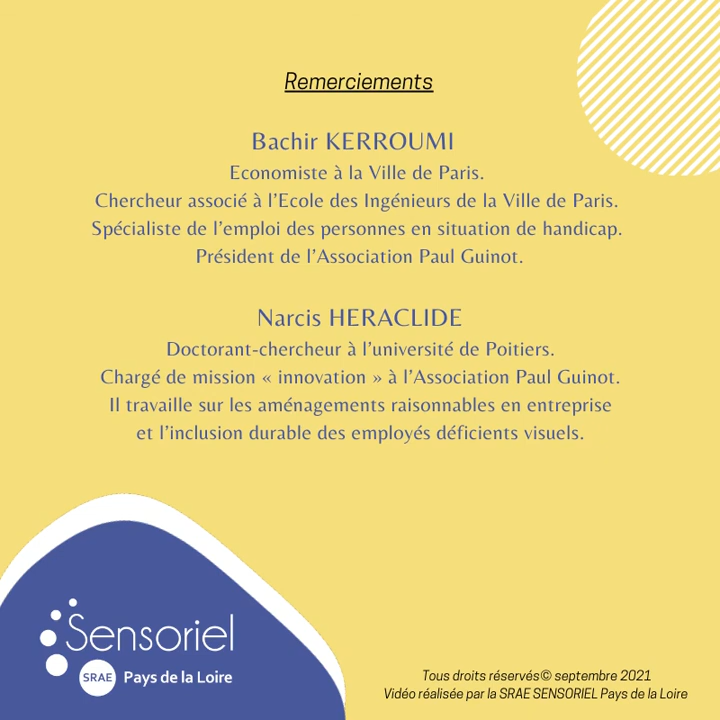 Remerciements
Bachir KERROUMI
Economiste à la Ville de Paris.
Chercheur associé à l'Ecole des Ingénieurs de la Ville de Paris.
Spécialiste de l'emploi des personnes en situation de handicap.
Président de l'Association Paul Guinot.
Narcis HERACLIDE
Doctorant-chercheur à l'université de Poitiers.
Chargé de mission « innovation » à l'Association Paul Guinot.
Il travaille sur les aménagements raisonnables en entreprise
et l'inclusion durable des employés déficients visuels.
Sensoriel
SRAE Pays de la Loire
Tous droits réservés© septembre 2021
Vidéo réalisée par la SRAE SENSORIEL Pays de la Loire